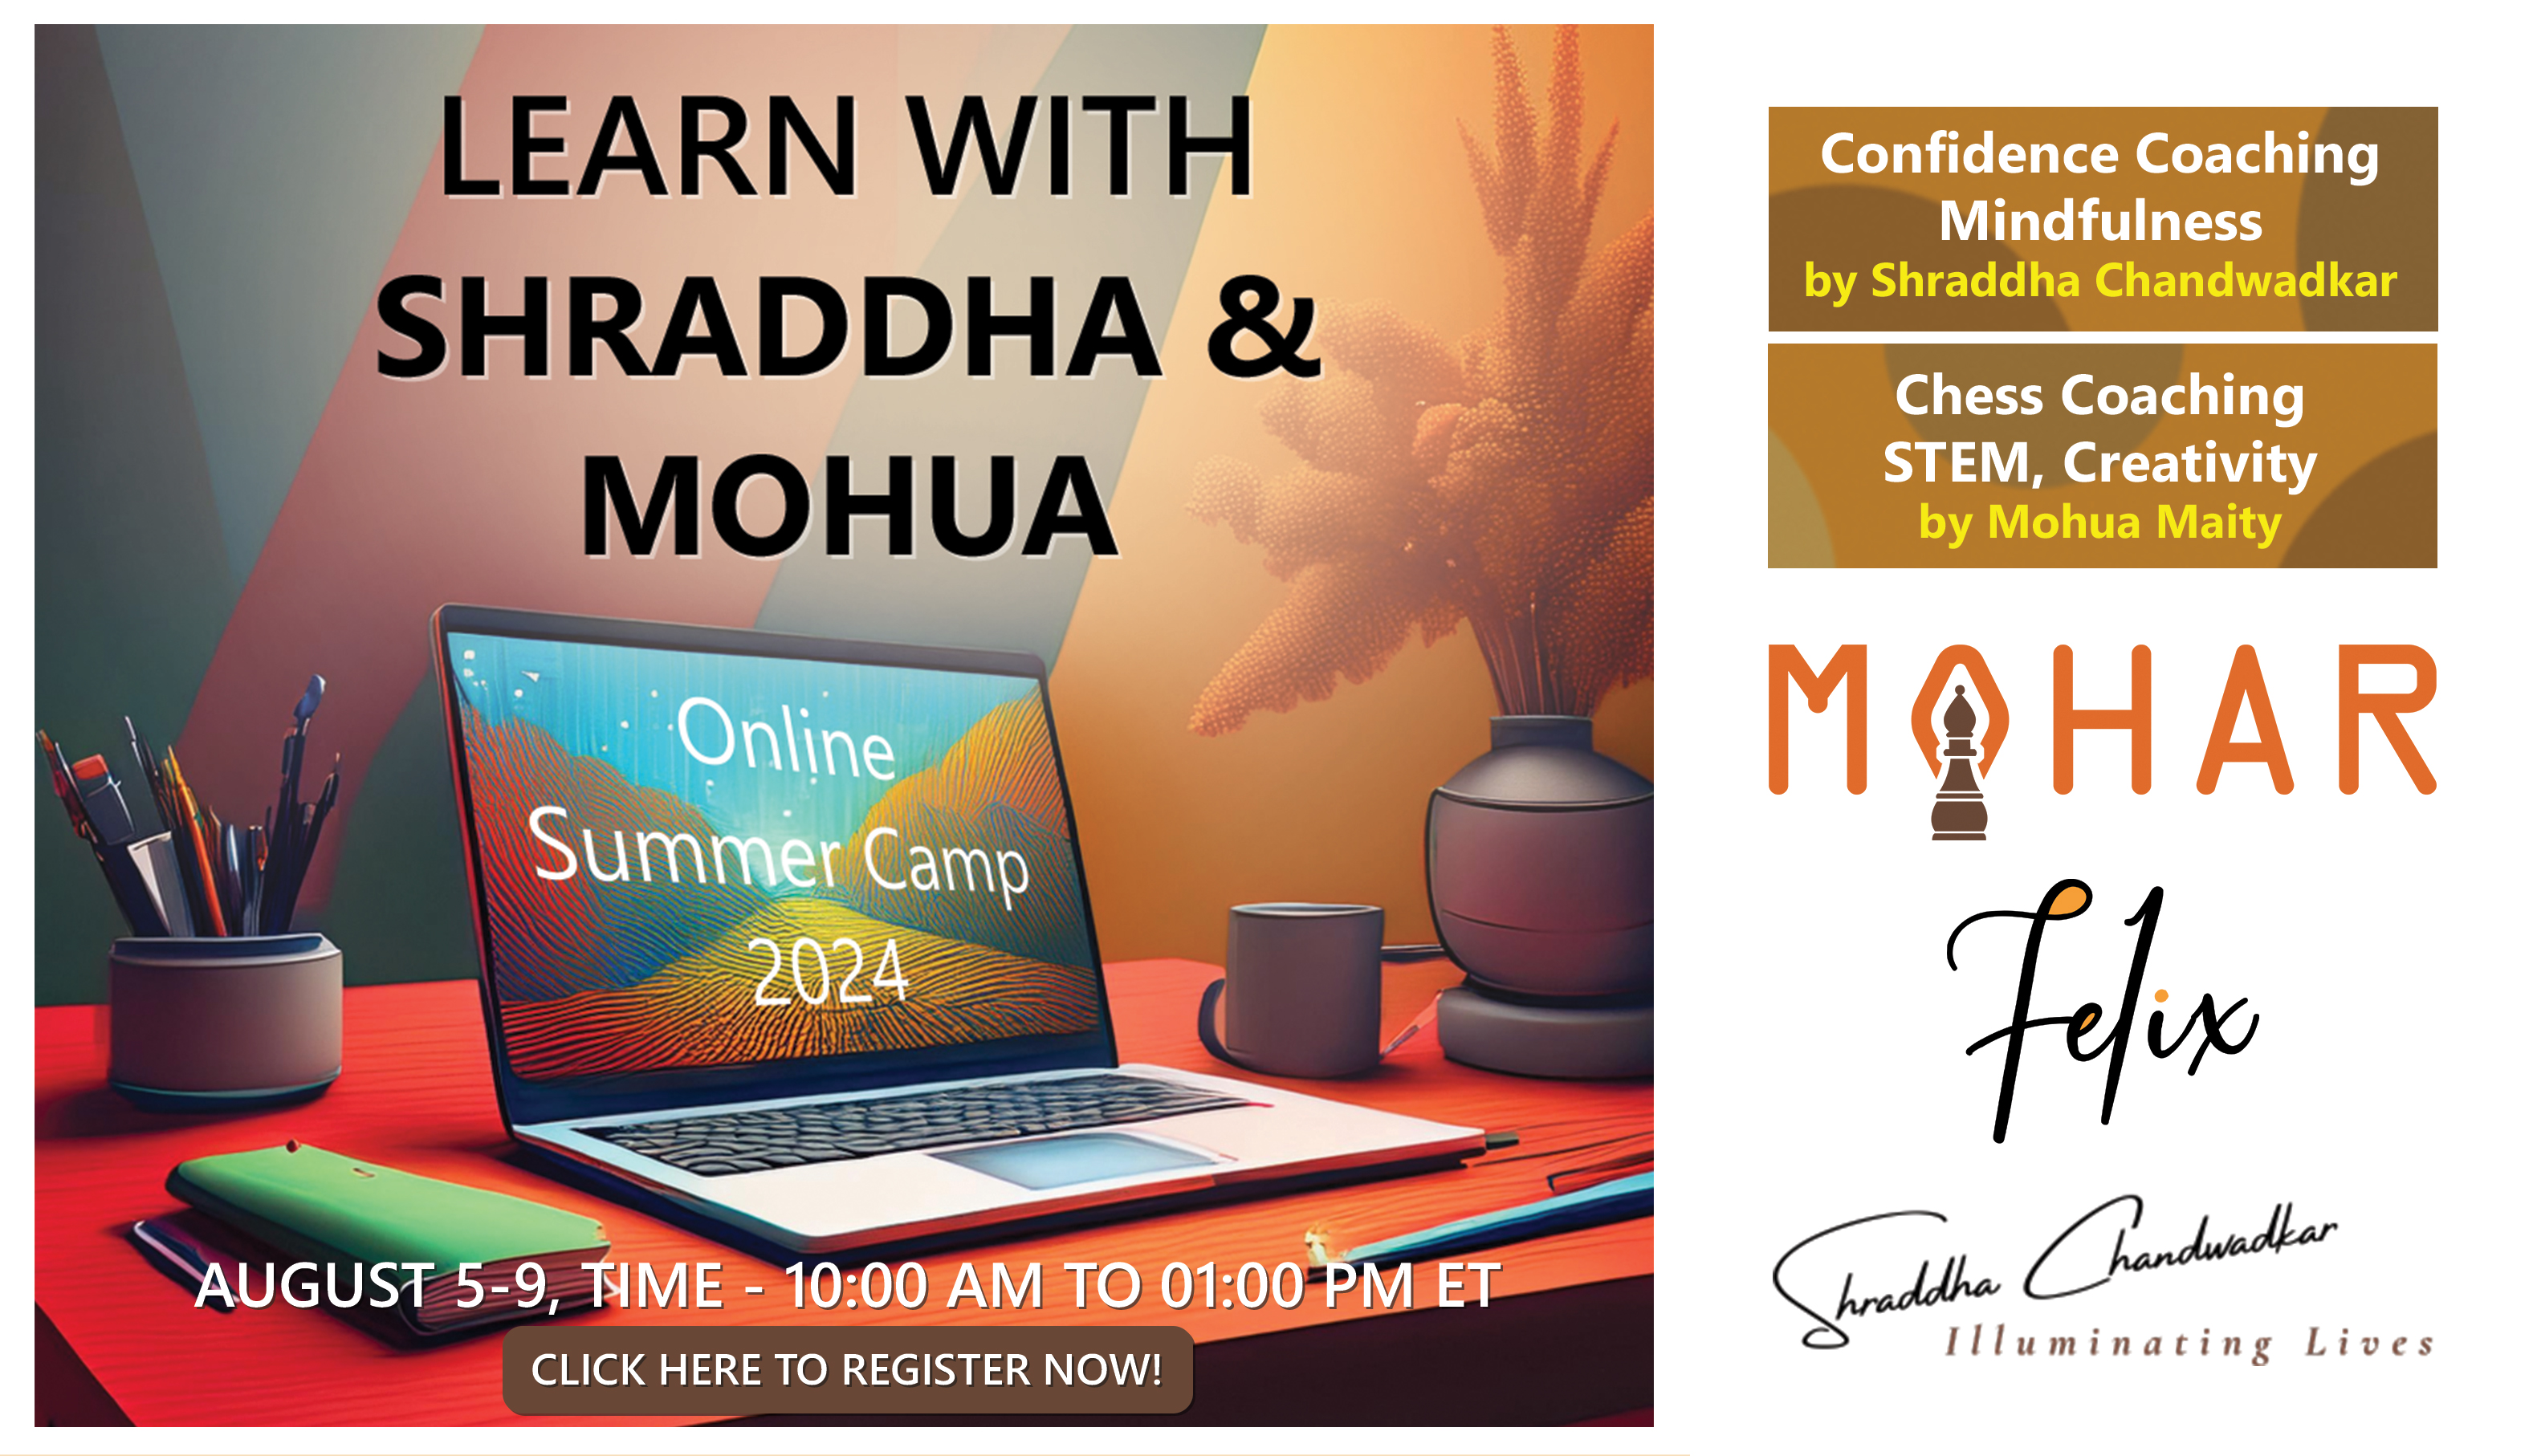 LEARN WITH
SHRADDHA &
MOHUA
Online
Summer Camp
2024
AUGUST 5-9, TIME - 10:00 AM TO 01:00 PM ET
CLICK HERE TO REGISTER NOW!
Confidence Coaching
Mindfulness
by Shraddha Chandwadkar
Chess Coaching
STEM, Creativity
by Mohua Maity
MOHAR
Felix
Shraddha Chandwadkar
Illuminating Lives